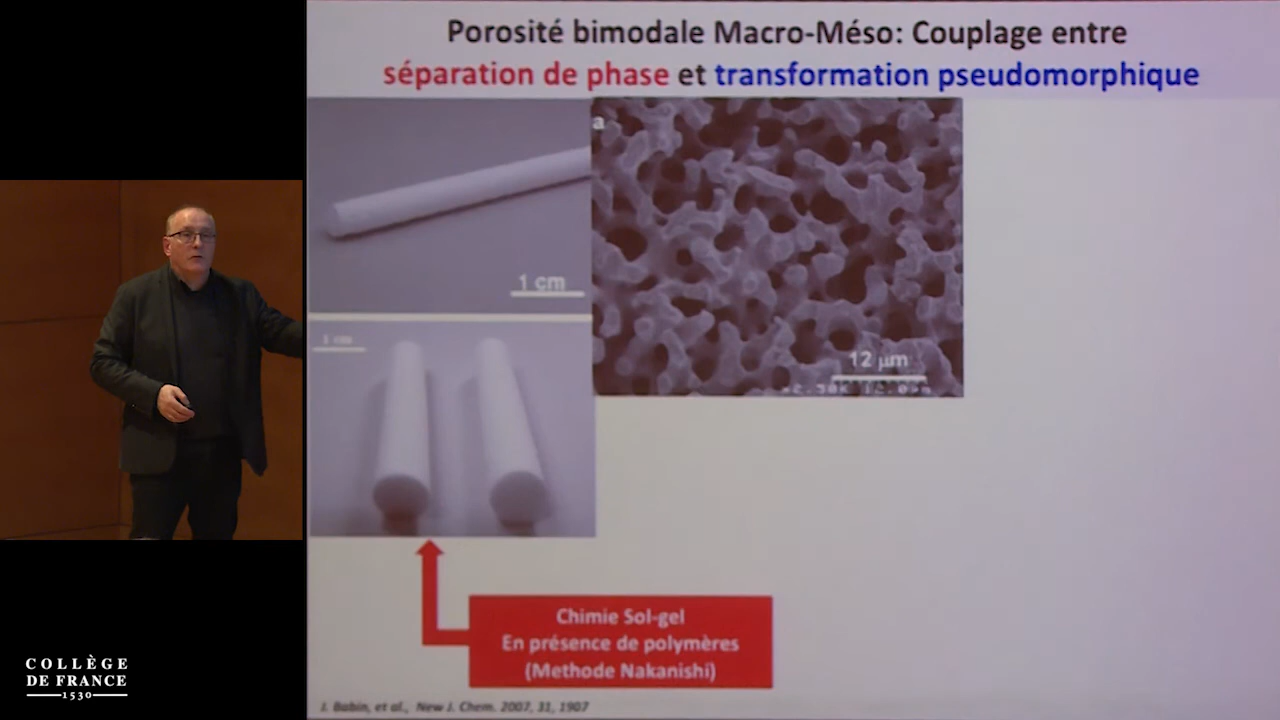 Porosité bimodale Macro-Méso: Couplage entre
séparation de phase et transformation pseudomorphique
a
1 cm
12 µm
Chimie Sol-gel
En présence de polymères
(Methode Nakanishi)
COLLÈGE
DE FRANCE
1530
J. Babin, et al., New J. Chem. 2007, 31, 1907